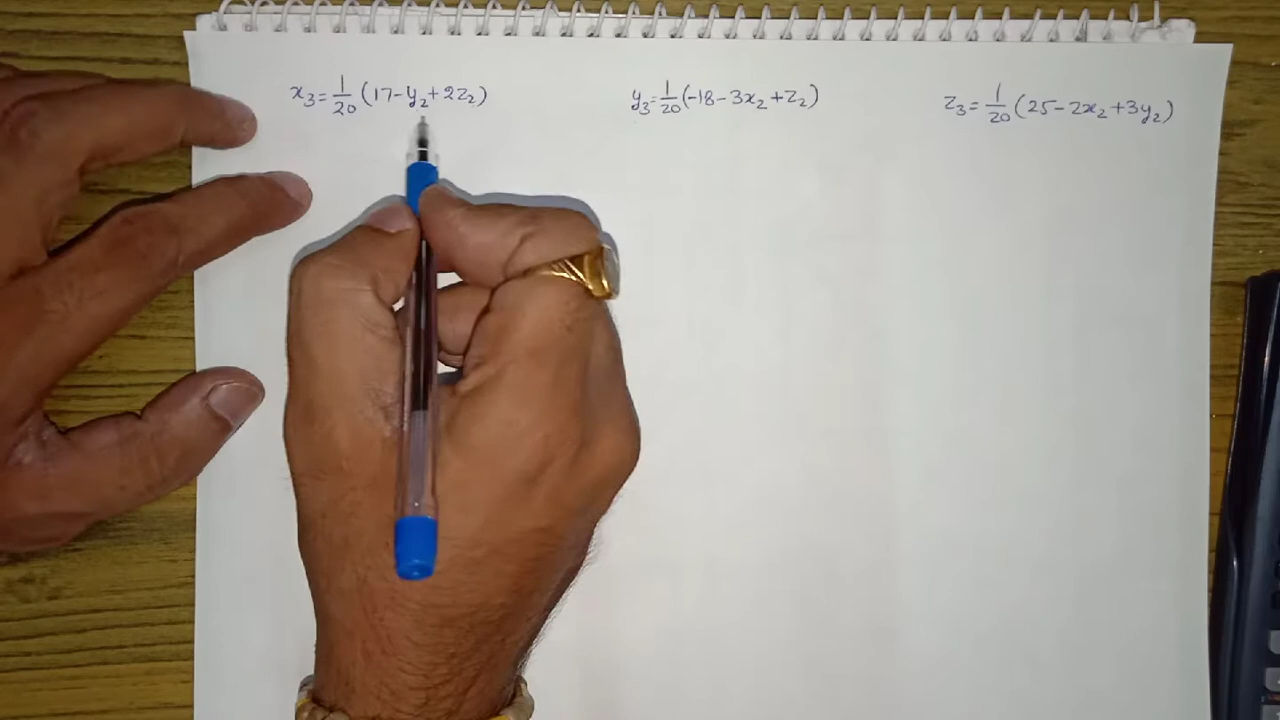 x₃=1/20(17-y₂+2z₂) y₃=1/20(-18-3x₂+z₂) z₃=1/20(25-2x₂+3y₂)